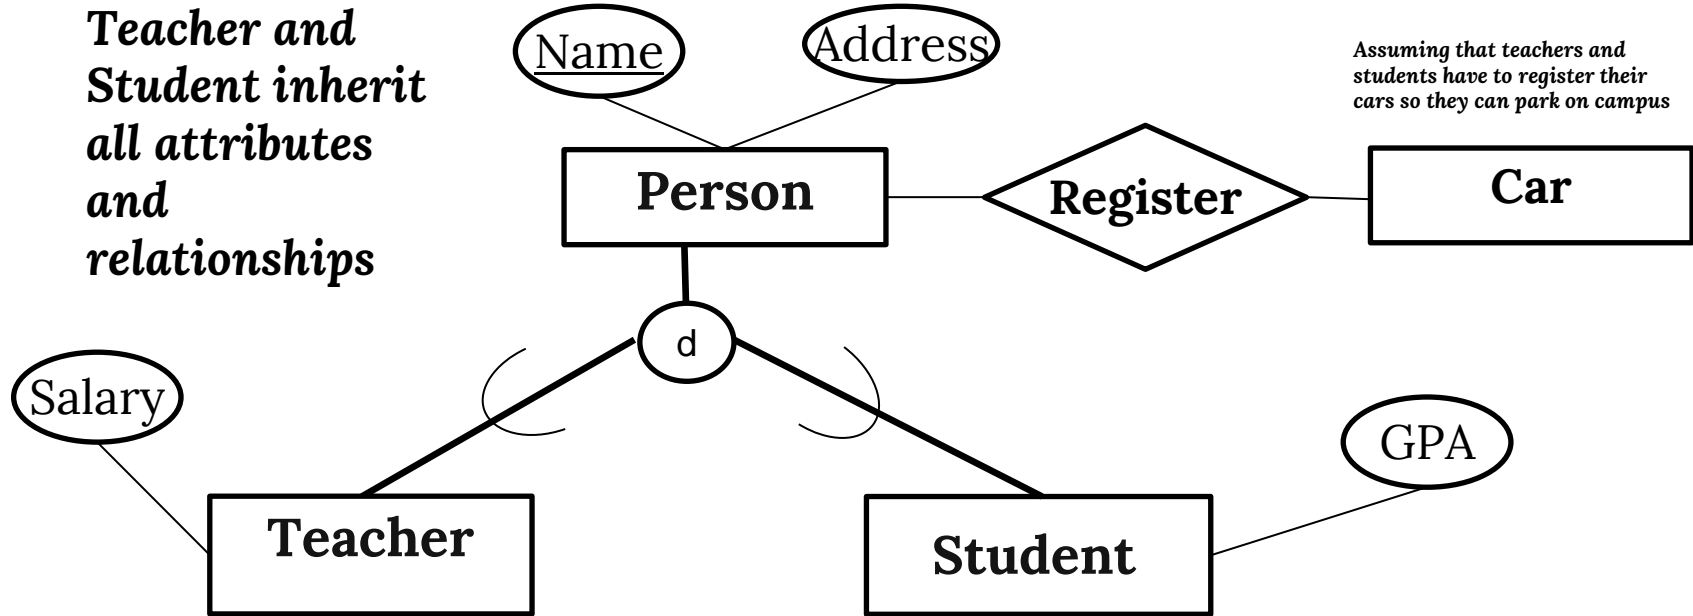 Teacher and
Student inherit
all attributes
and
relationships
Name
Address
Assuming that teachers and
students have to register their
cars so they can park on campus
Person
Register
Car
d
Salary
GPA
Teacher
Student